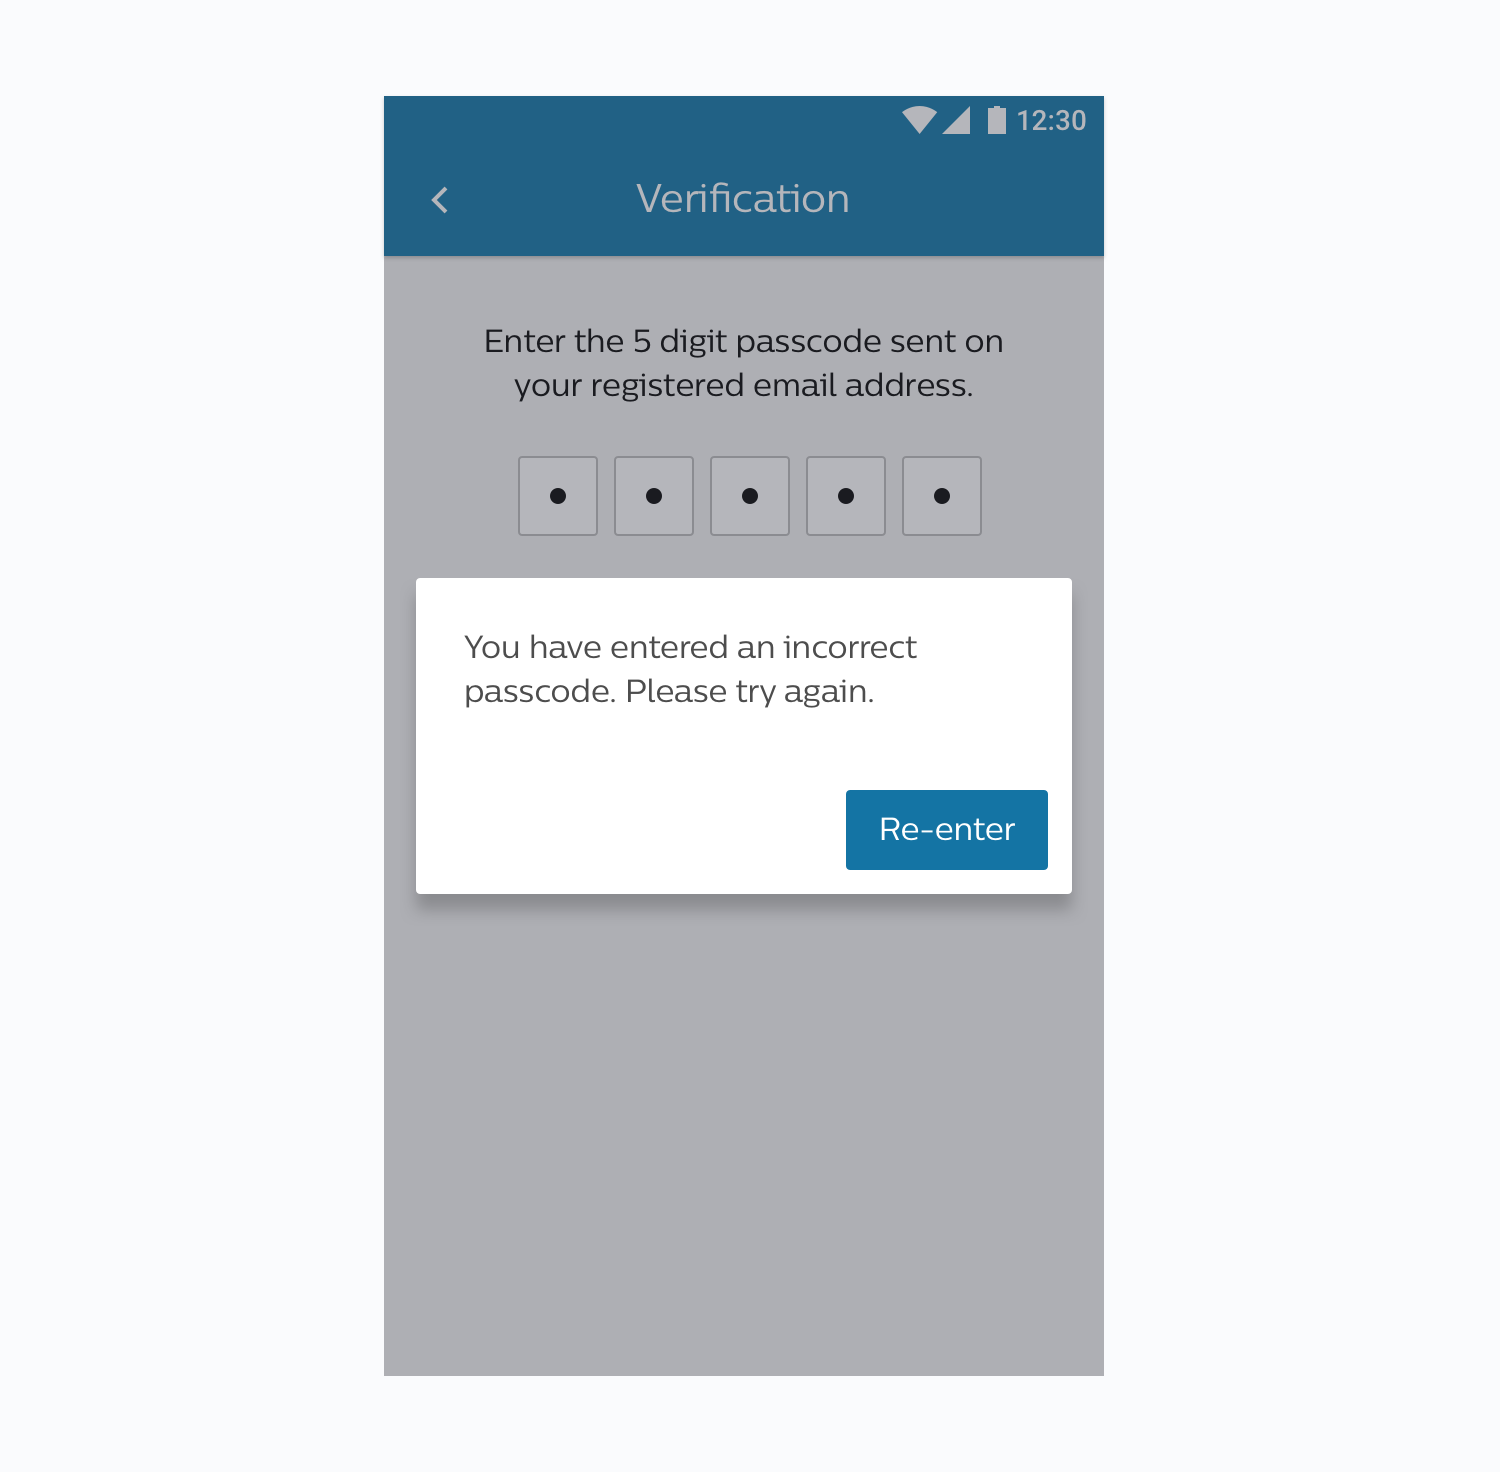 12:30
Verification
Enter the 5 digit passcode sent on
your registered email address.
You have entered an incorrect
passcode. Please try again.
Re-enter